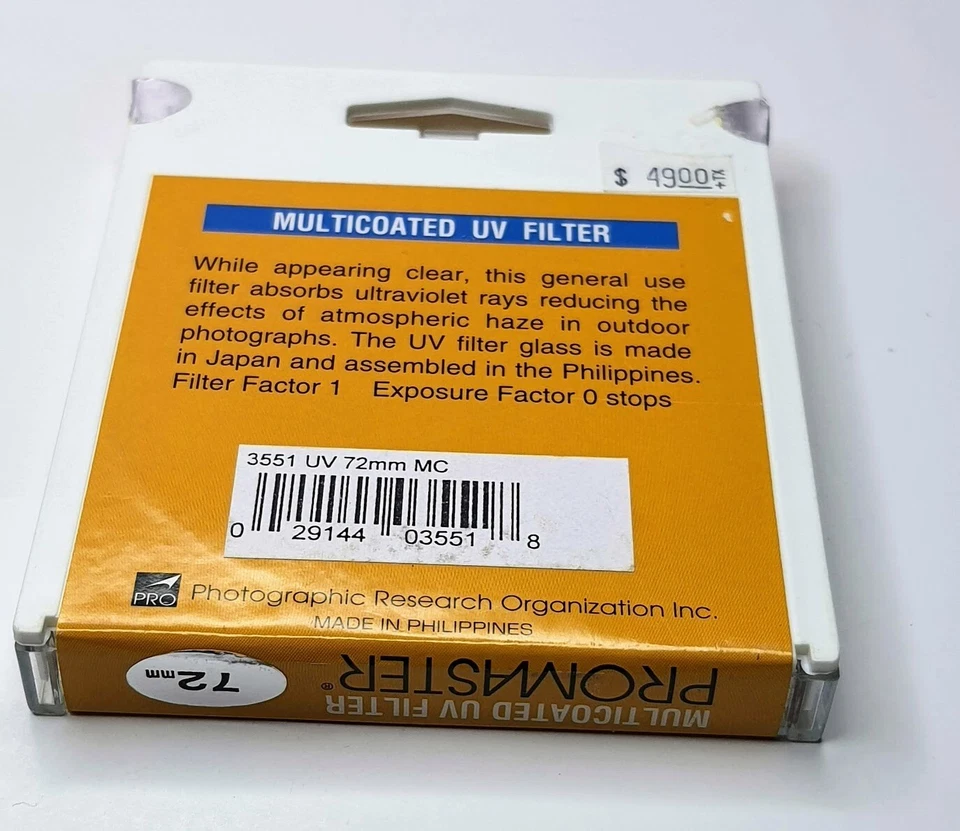 $ 4900 +TX
MULTICOATED UV FILTER
While appearing clear, this general use
filter absorbs ultraviolet rays reducing the
effects of atmospheric haze in outdoor
photographs. The UV filter glass is made
in Japan and assembled in the Philippines.
Filter Factor 1 Exposure Factor 0 stops
3551 UV 72mm MC
0 29144 03551 8
PRO Photographic Research Organization Inc.
MADE IN PHILIPPINES
PROMASTER®
MULTICOATED UV FILTER
72mm